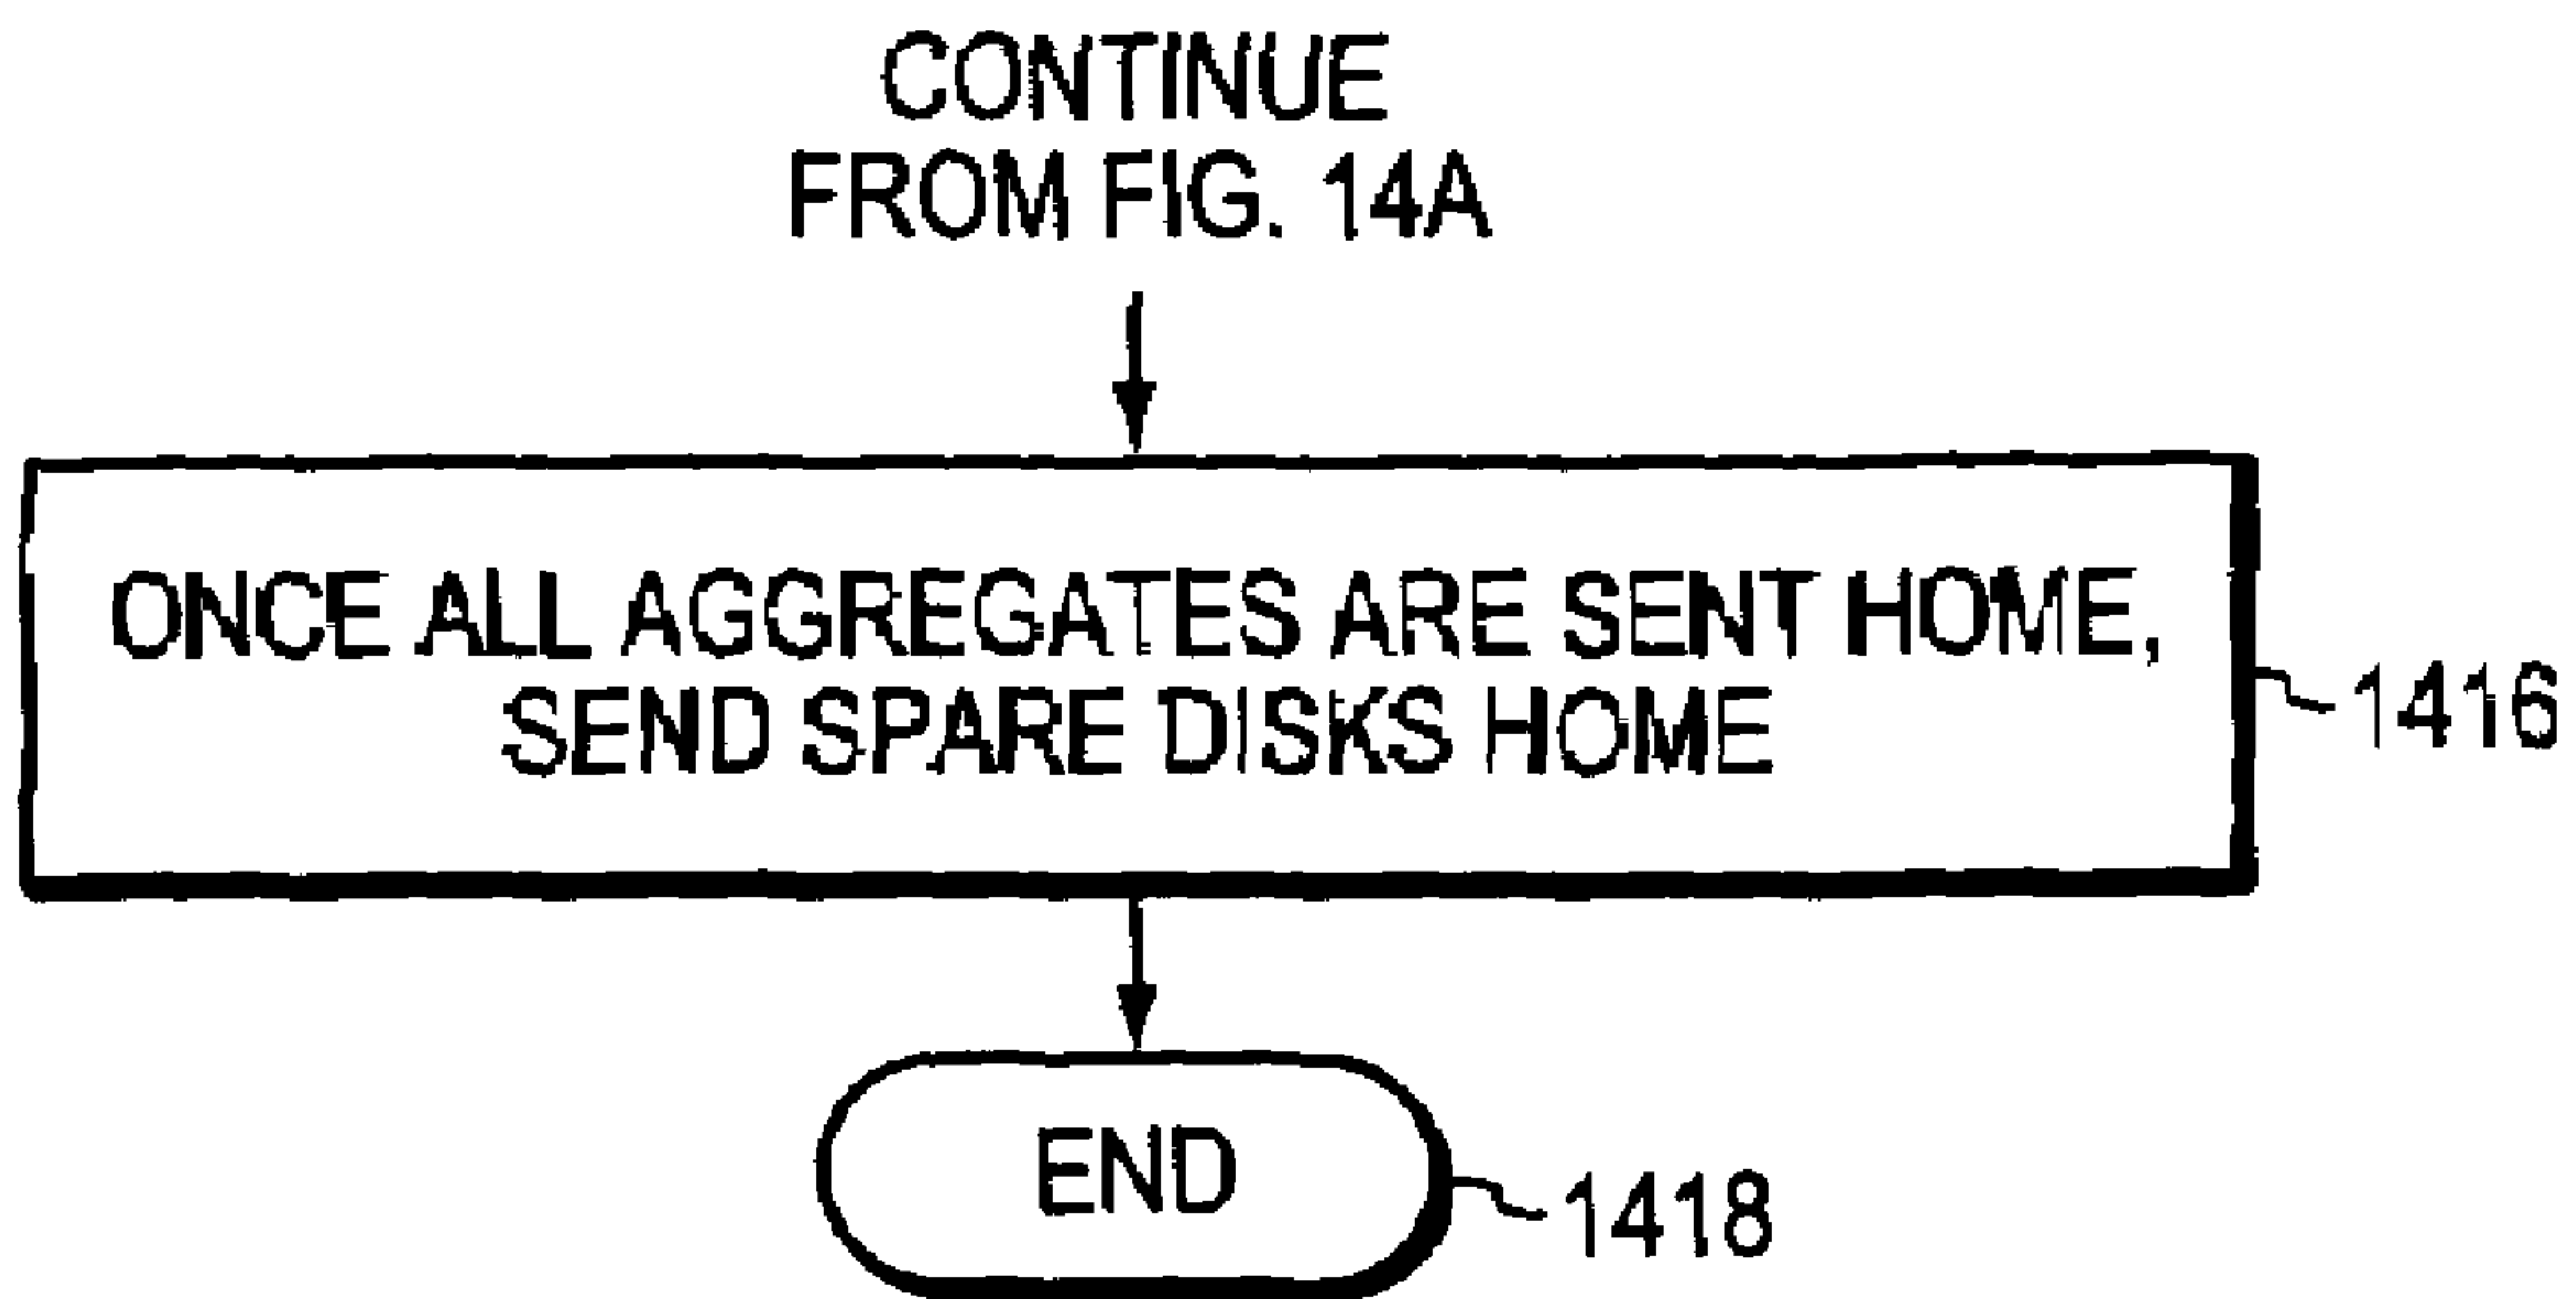 CONTINUE
FROM FIG. 14A
ONCE ALL AGGREGATES ARE SENT HOME,
SEND SPARE DISKS HOME
1416
END
1418